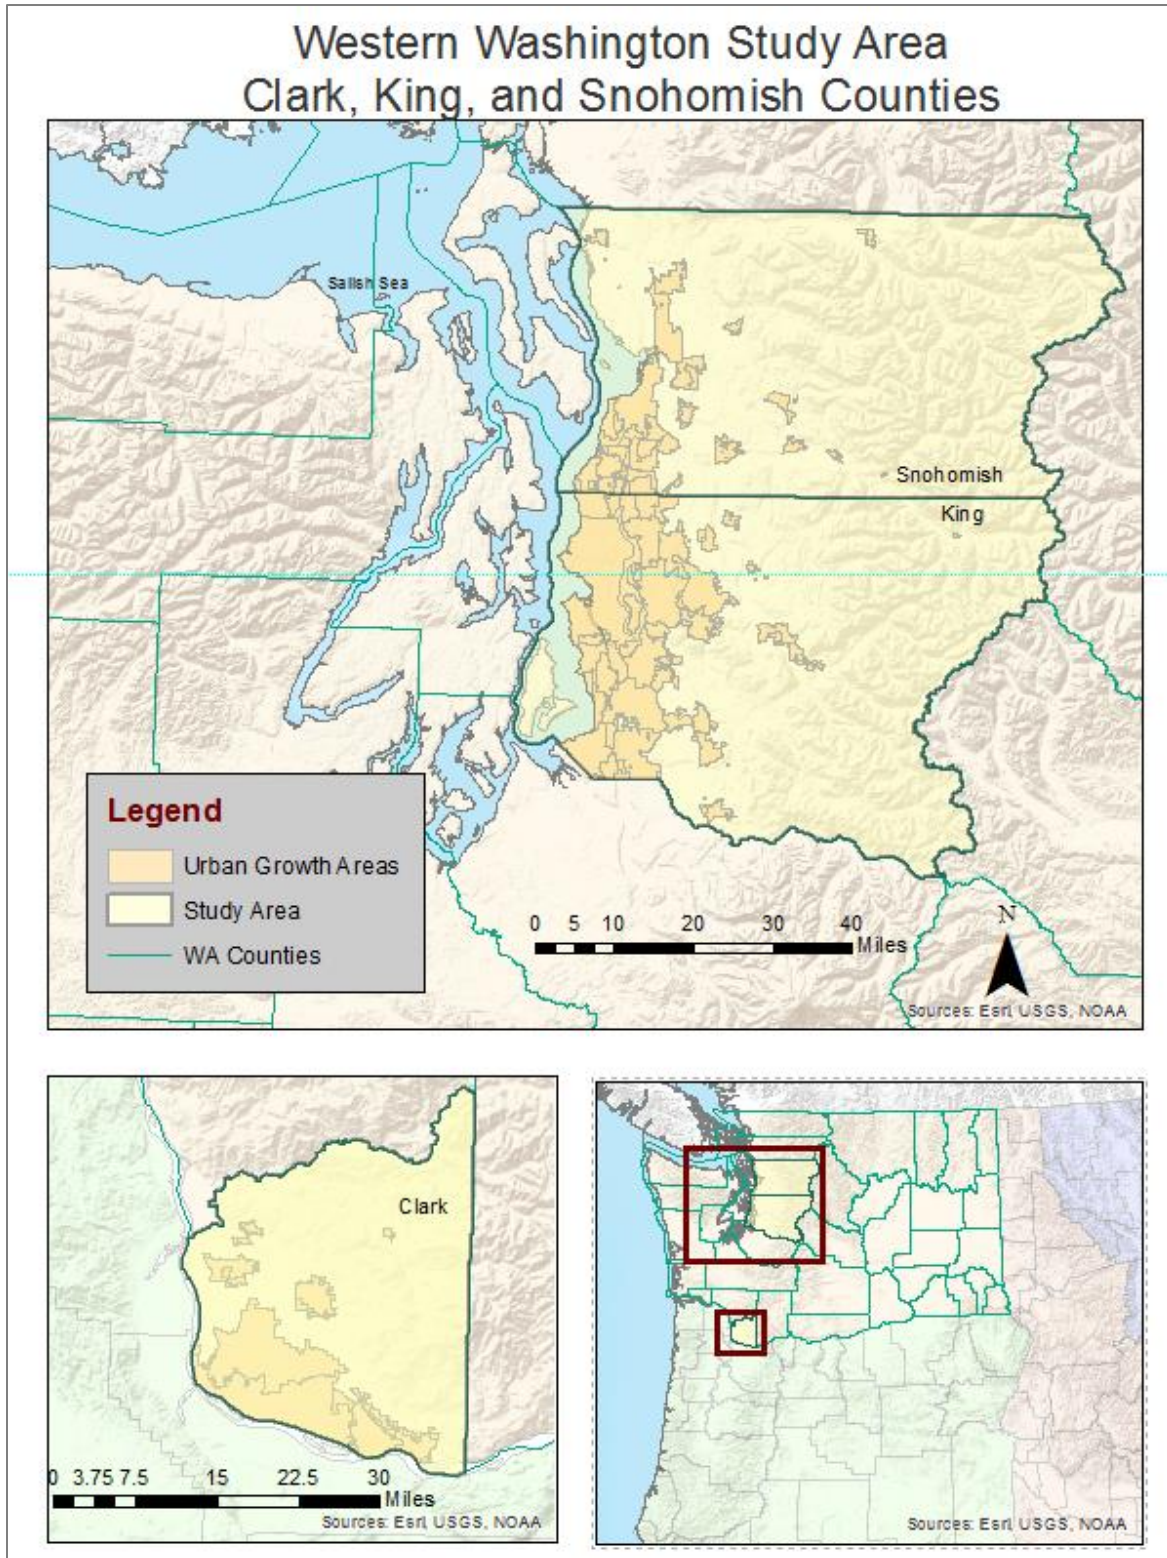 Western Washington Study Area
Clark, King, and Snohomish Counties
Salish Sea
Snohomish
King
Legend
Urban Growth Areas
Study Area
WA Counties
0 5 10 20 30 40
Miles
N
Sources: Esri, USGS, NOAA
Clark
0 3.75 7.5 15 22.5 30
Miles
Sources: Esri, USGS, NOAA
Sources: Esri, USGS, NOAA